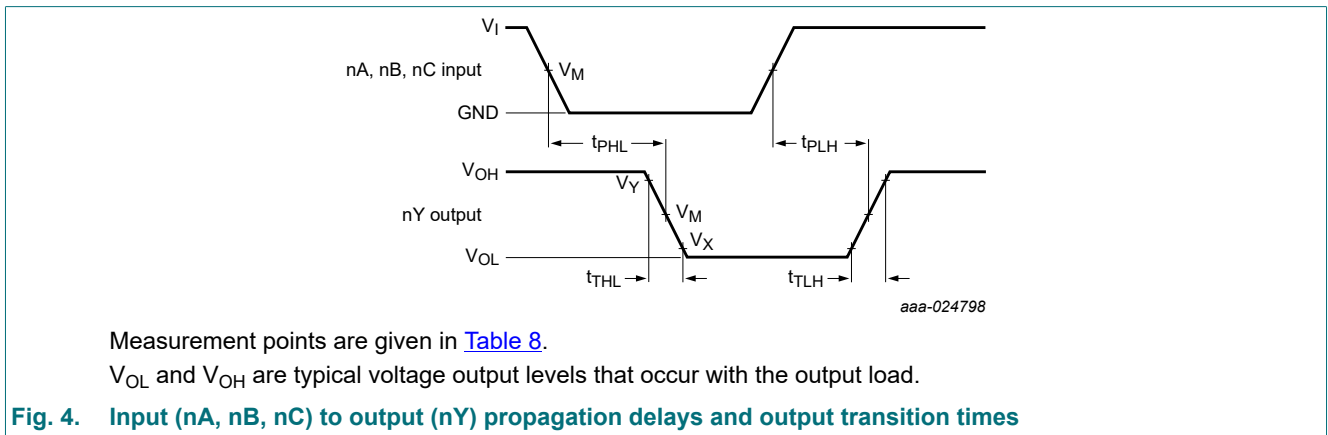 VI
nA, nB, nC input
VM
GND
tPHL
tPLH
VOH
VY
nY output
VM
VX
VOL
tTHL
tTLH
aaa-024798
Measurement points are given in Table 8.
VOL and VOH are typical voltage output levels that occur with the output load.
Fig. 4. Input (nA, nB, nC) to output (nY) propagation delays and output transition times